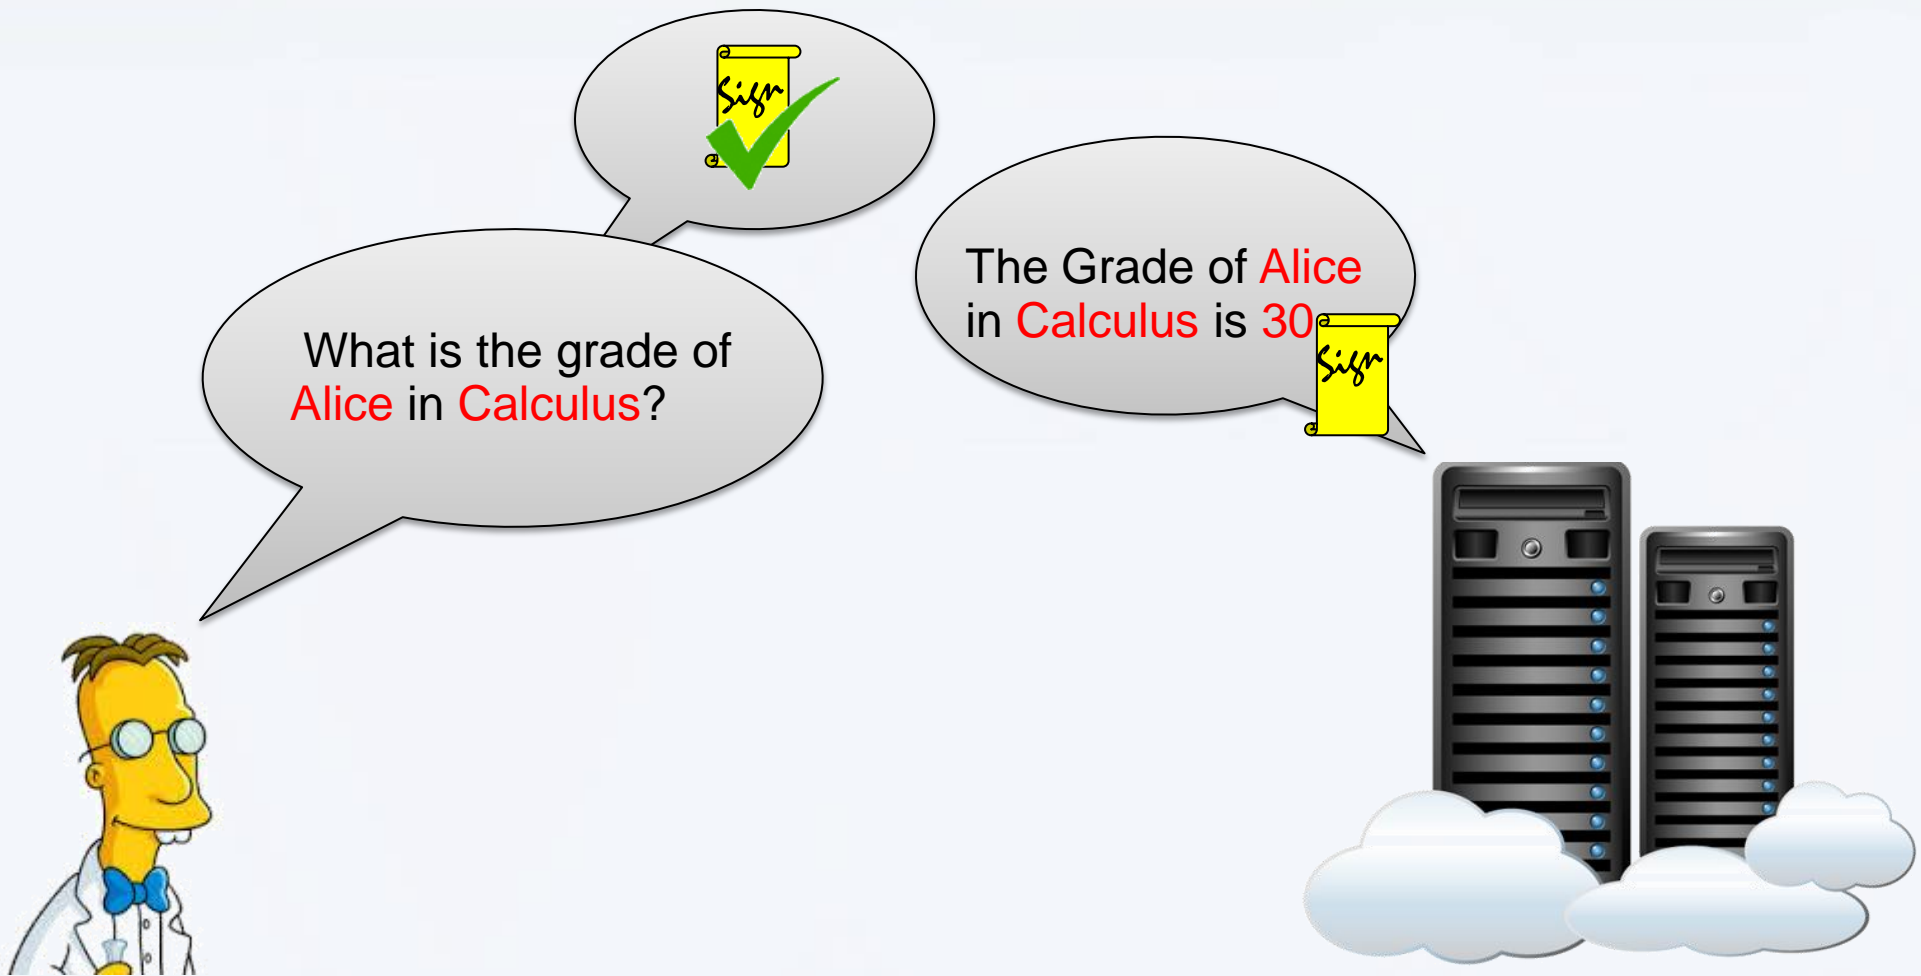 Sign
What is the grade of
Alice in Calculus?
The Grade of Alice
in Calculus is 30
Sign